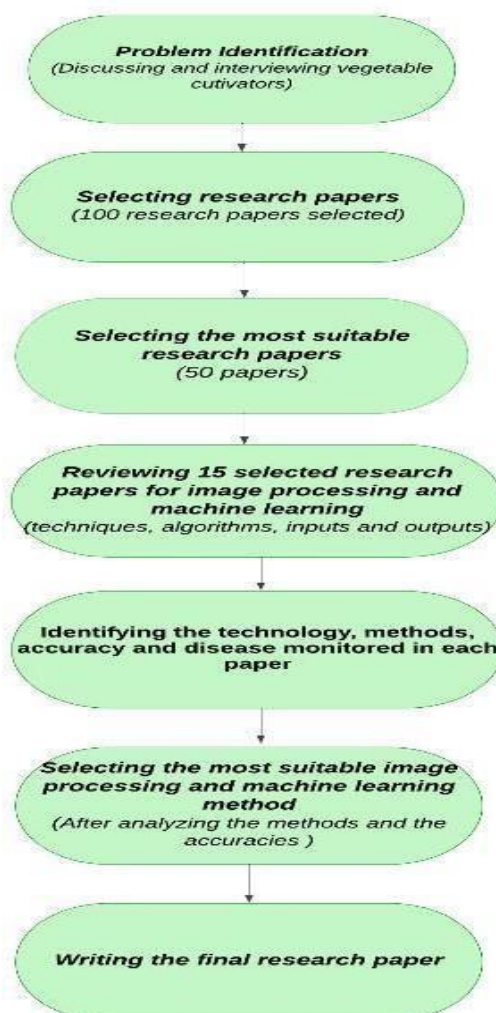 Problem Identification
(Discussing and interviewing vegetable
cutivators)
Selecting research papers
(100 research papers selected)
Selecting the most suitable
research papers
(50 papers)
Reviewing 15 selected research
papers for image processing and
machine learning
(techniques, algorithms, inputs and outputs)
Identifying the technology, methods,
accuracy and disease monitored in each
paper
Selecting the most suitable image
processing and machine learning
method
(After analyzing the methods and the
accuracies )
Writing the final research paper